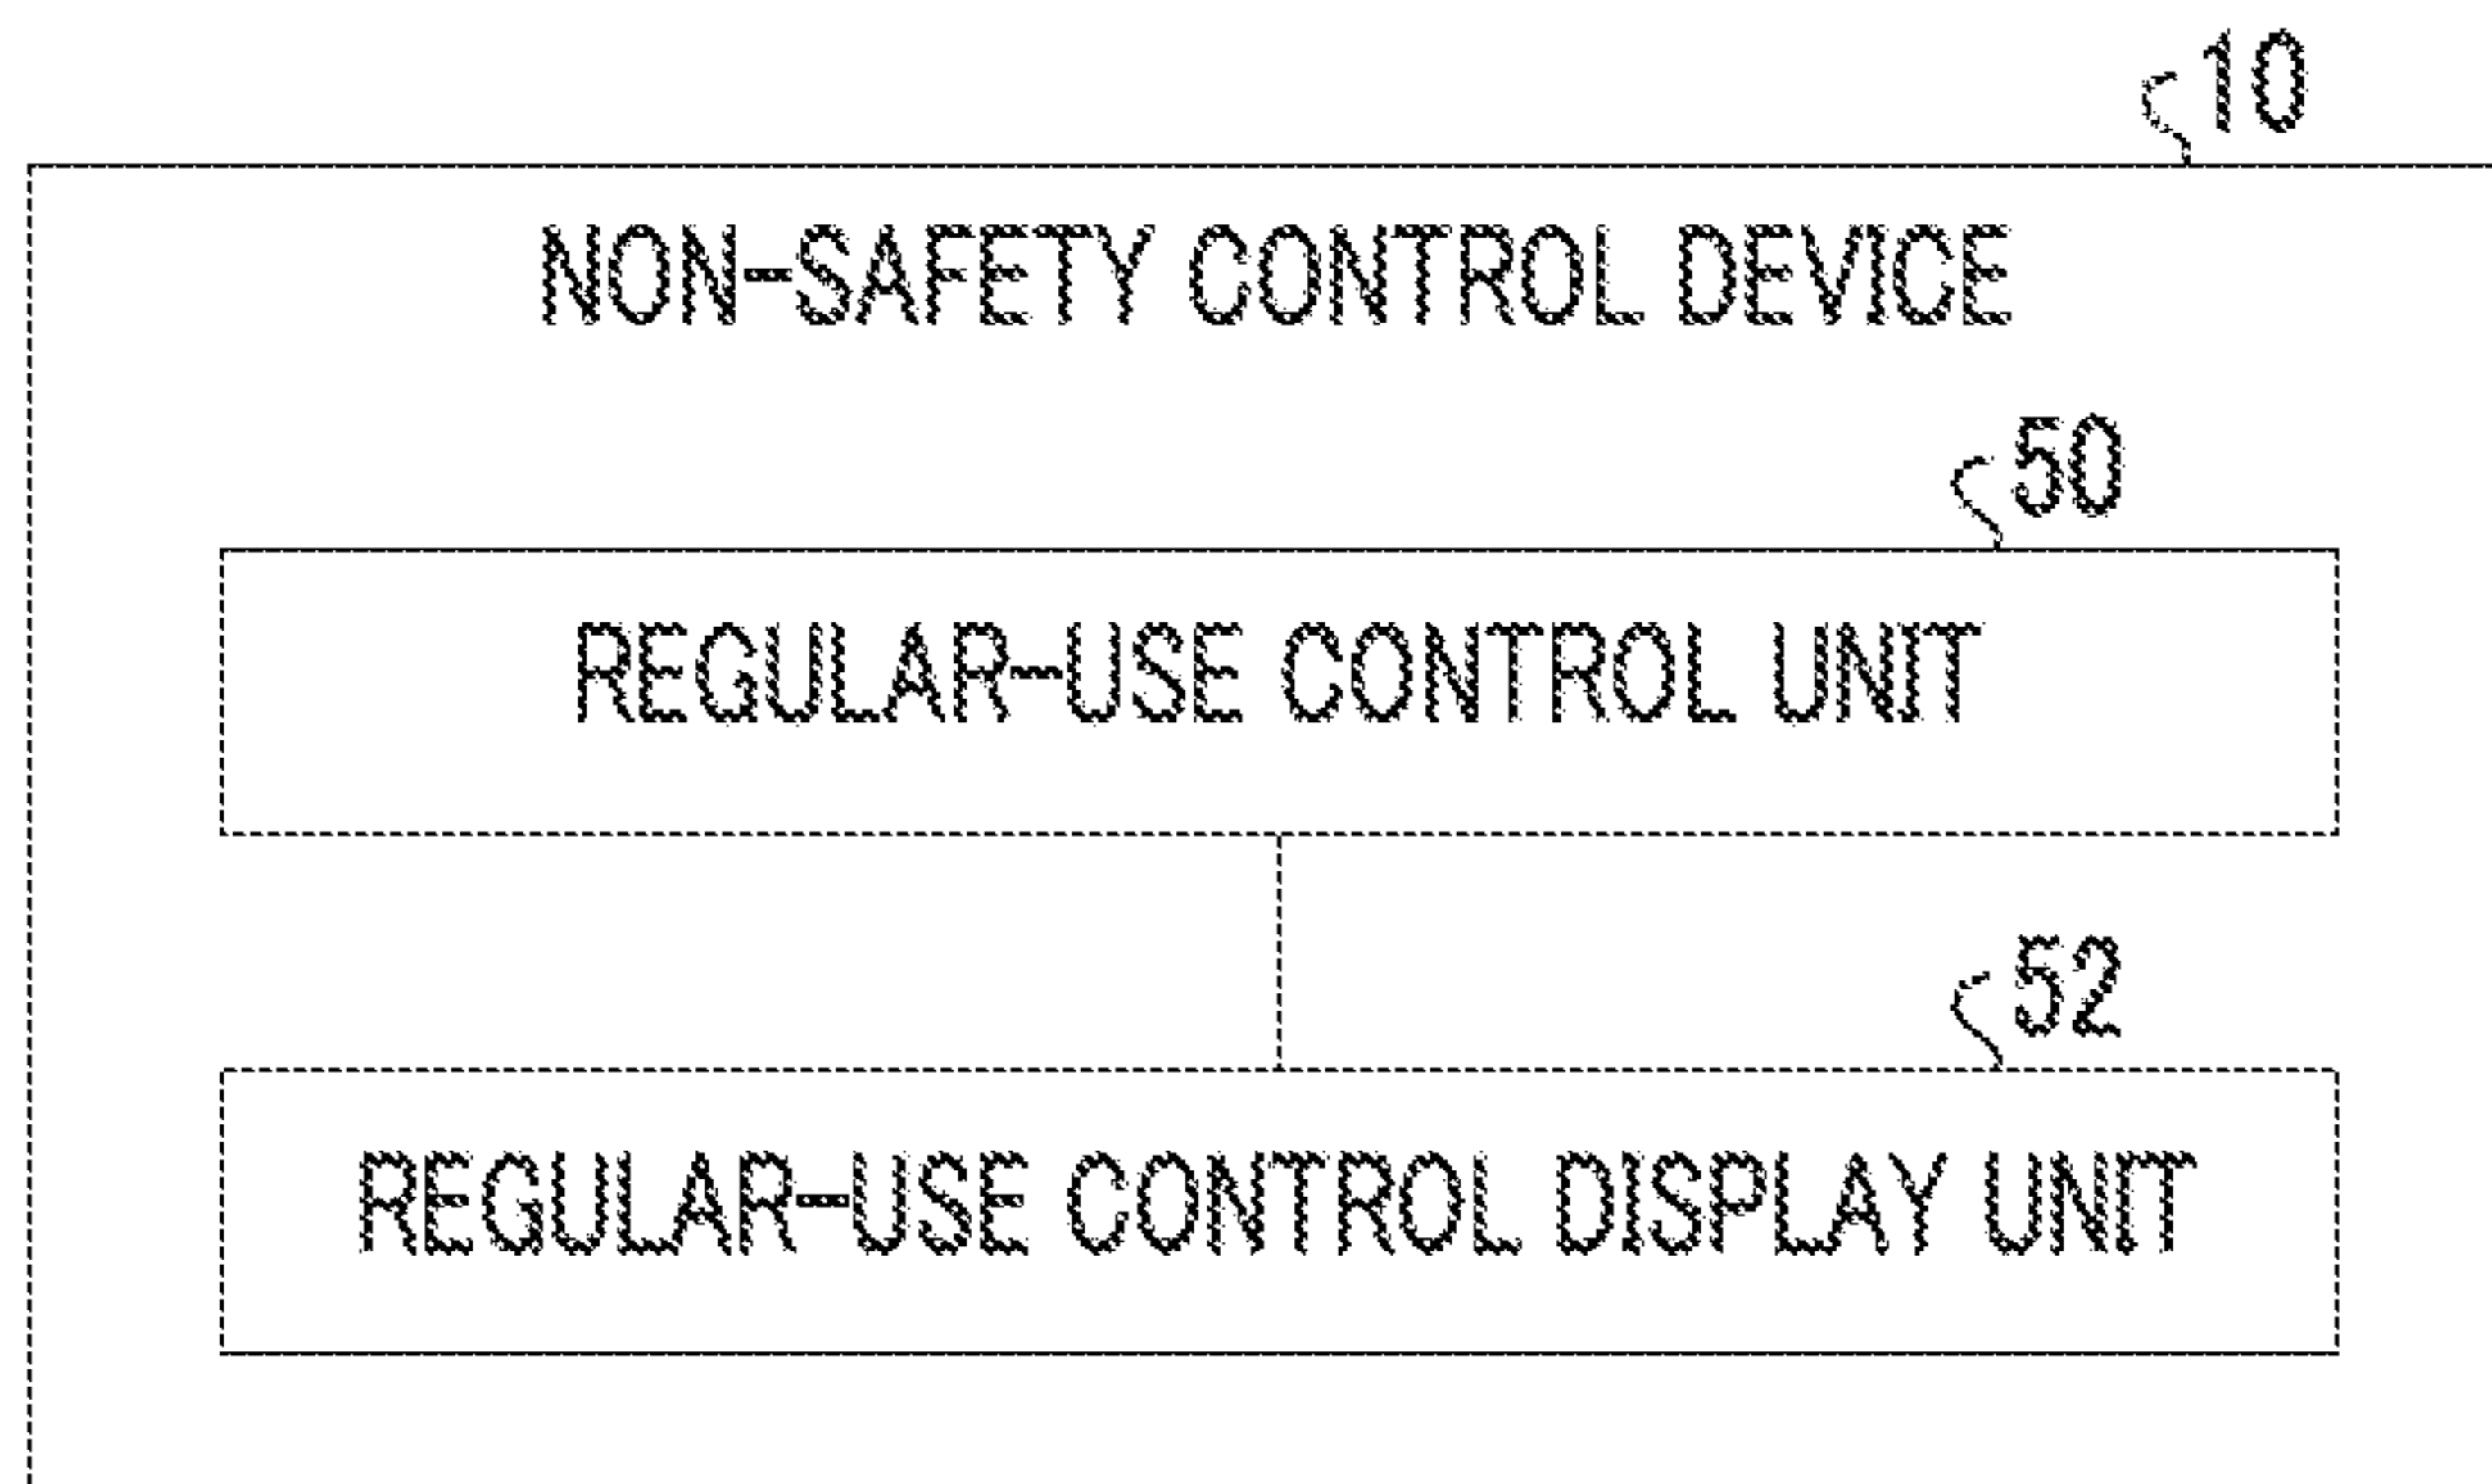 10
NON-SAFETY CONTROL DEVICE
50
REGULAR-USE CONTROL UNIT
52
REGULAR-USE CONTROL DISPLAY UNIT